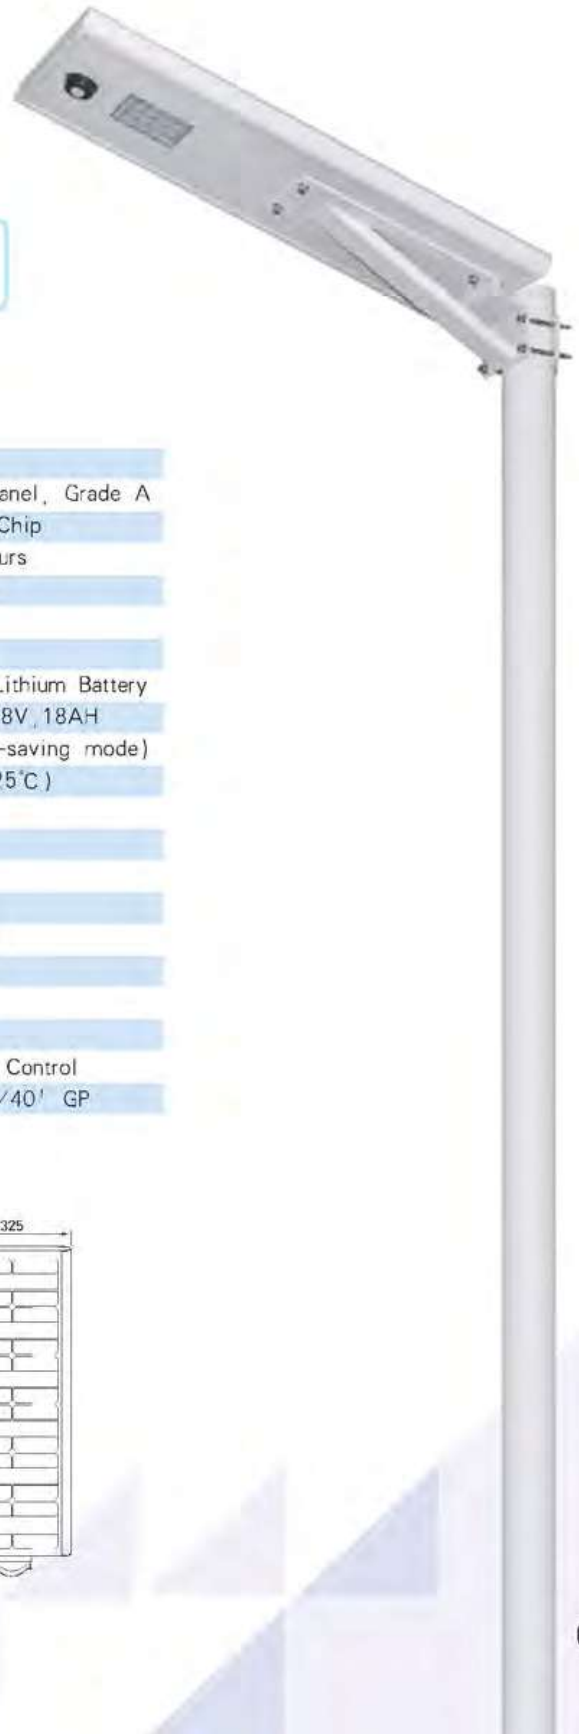 anel, Grade A
Chip
urs
Lithium Battery
8V,18AH
-saving mode)
25℃)
Control
/40' GP
325